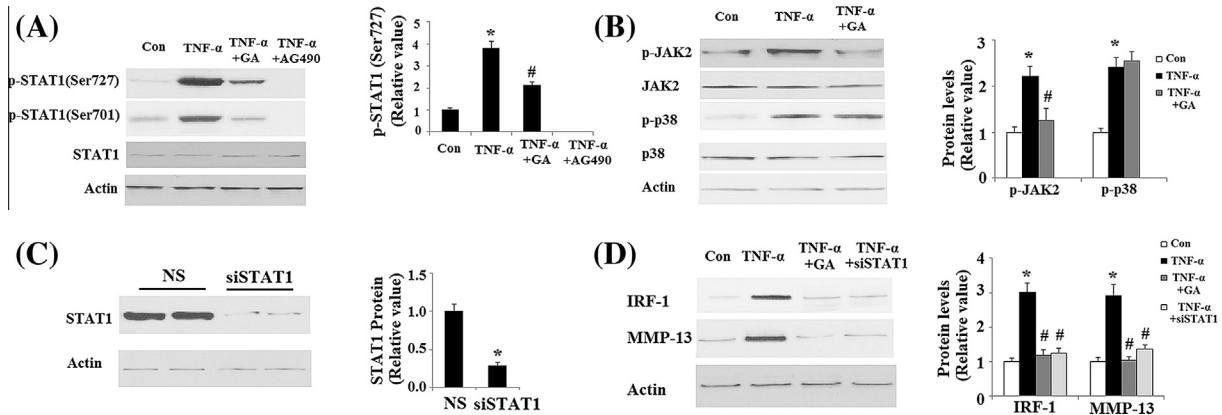 (A)
Con TNF-α TNF-α +GA TNF-α +AG490
p-STAT1(Ser727)
p-STAT1(Ser701)
STAT1
Actin
p-STAT1 (Ser727)
(Relative value)
5
4
3
2
1
0
*
#
Con TNF-α TNF-α +GA TNF-α +AG490
(B)
Con TNF-α TNF-α +GA
p-JAK2
JAK2
p-p38
p38
Actin
Protein levels
(Relative value)
3
2
1
0
* # *
p-JAK2 p-p38
Con
TNF-α
TNF-α
+GA
(C)
NS siSTAT1
STAT1
Actin
STAT1 Protein
(Relative value)
1.5
1.0
0.5
0.0
*
NS siSTAT1
(D)
Con TNF-α TNF-α +GA TNF-α +siSTAT1
IRF-1
MMP-13
Actin
Protein levels
(Relative value)
4
3
2
1
0
* # # * # #
IRF-1 MMP-13
Con
TNF-α
TNF-α
+GA
TNF-α
+siSTAT1